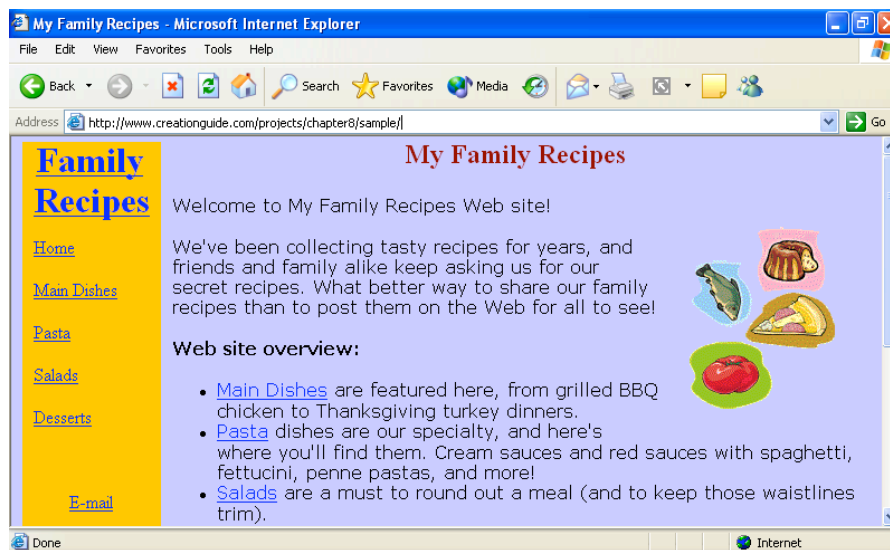 My Family Recipes - Microsoft Internet Explorer
File Edit View Favorites Tools Help
Back Search Favorites Media
Address http://www.creationguide.com/projects/chapter8/sample/ Go
Family
Recipes
Home
Main Dishes
Pasta
Salads
Desserts
E-mail
My Family Recipes
Welcome to My Family Recipes Web site!
We've been collecting tasty recipes for years, and
friends and family alike keep asking us for our
secret recipes. What better way to share our family
recipes than to post them on the Web for all to see!
Web site overview:
Main Dishes are featured here, from grilled BBQ
chicken to Thanksgiving turkey dinners.
Pasta dishes are our specialty, and here's
where you'll find them. Cream sauces and red sauces with spaghetti,
fettucini, penne pastas, and more!
Salads are a must to round out a meal (and to keep those waistlines
trim).
Done Internet